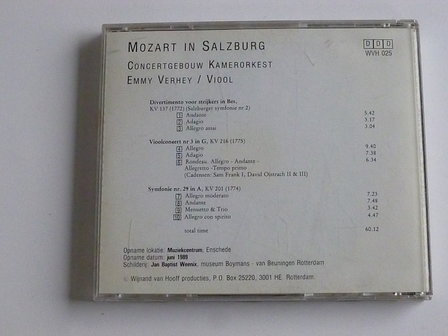 MOZART IN SALZBURG
DDD
WVH 025
CONCERTGEBOUW KAMERORKEST
EMMY VERHEY / VIOOL
Divertimento voor strijkers in Bes,
KV 137 (1772) (Salzburger symfonie nr 2)
1 Andante 5.42
2 Adagio 3.17
3 Allegro assai 3.04
Vioolconcert nr 3 in G, KV 216 (1775)
4 Allegro 9.40
5 Adagio 7.38
6 Rondeau. Allegro - Andante - 6.34
Allegretto -Tempo primo
(Cadensen: Sam Frank I, David Oistrach II & III)
Symfonie nr. 29 in A, KV 201 (1774)
7 Allegro moderato 7.23
8 Andante 7.48
9 Menuetto & Trio 3.42
10 Allegro con spirito 4.47
total time 60.12
Opname lokatie: Muziekcentrum, Enschede
Opname datum: juni 1989
Schilderij: Jan Baptist Weenix, museum Boymans - van Beuningen Rotterdam
Wijnand van Hooff producties, P.O. Box 25220, 3001 HE. Rotterdam.